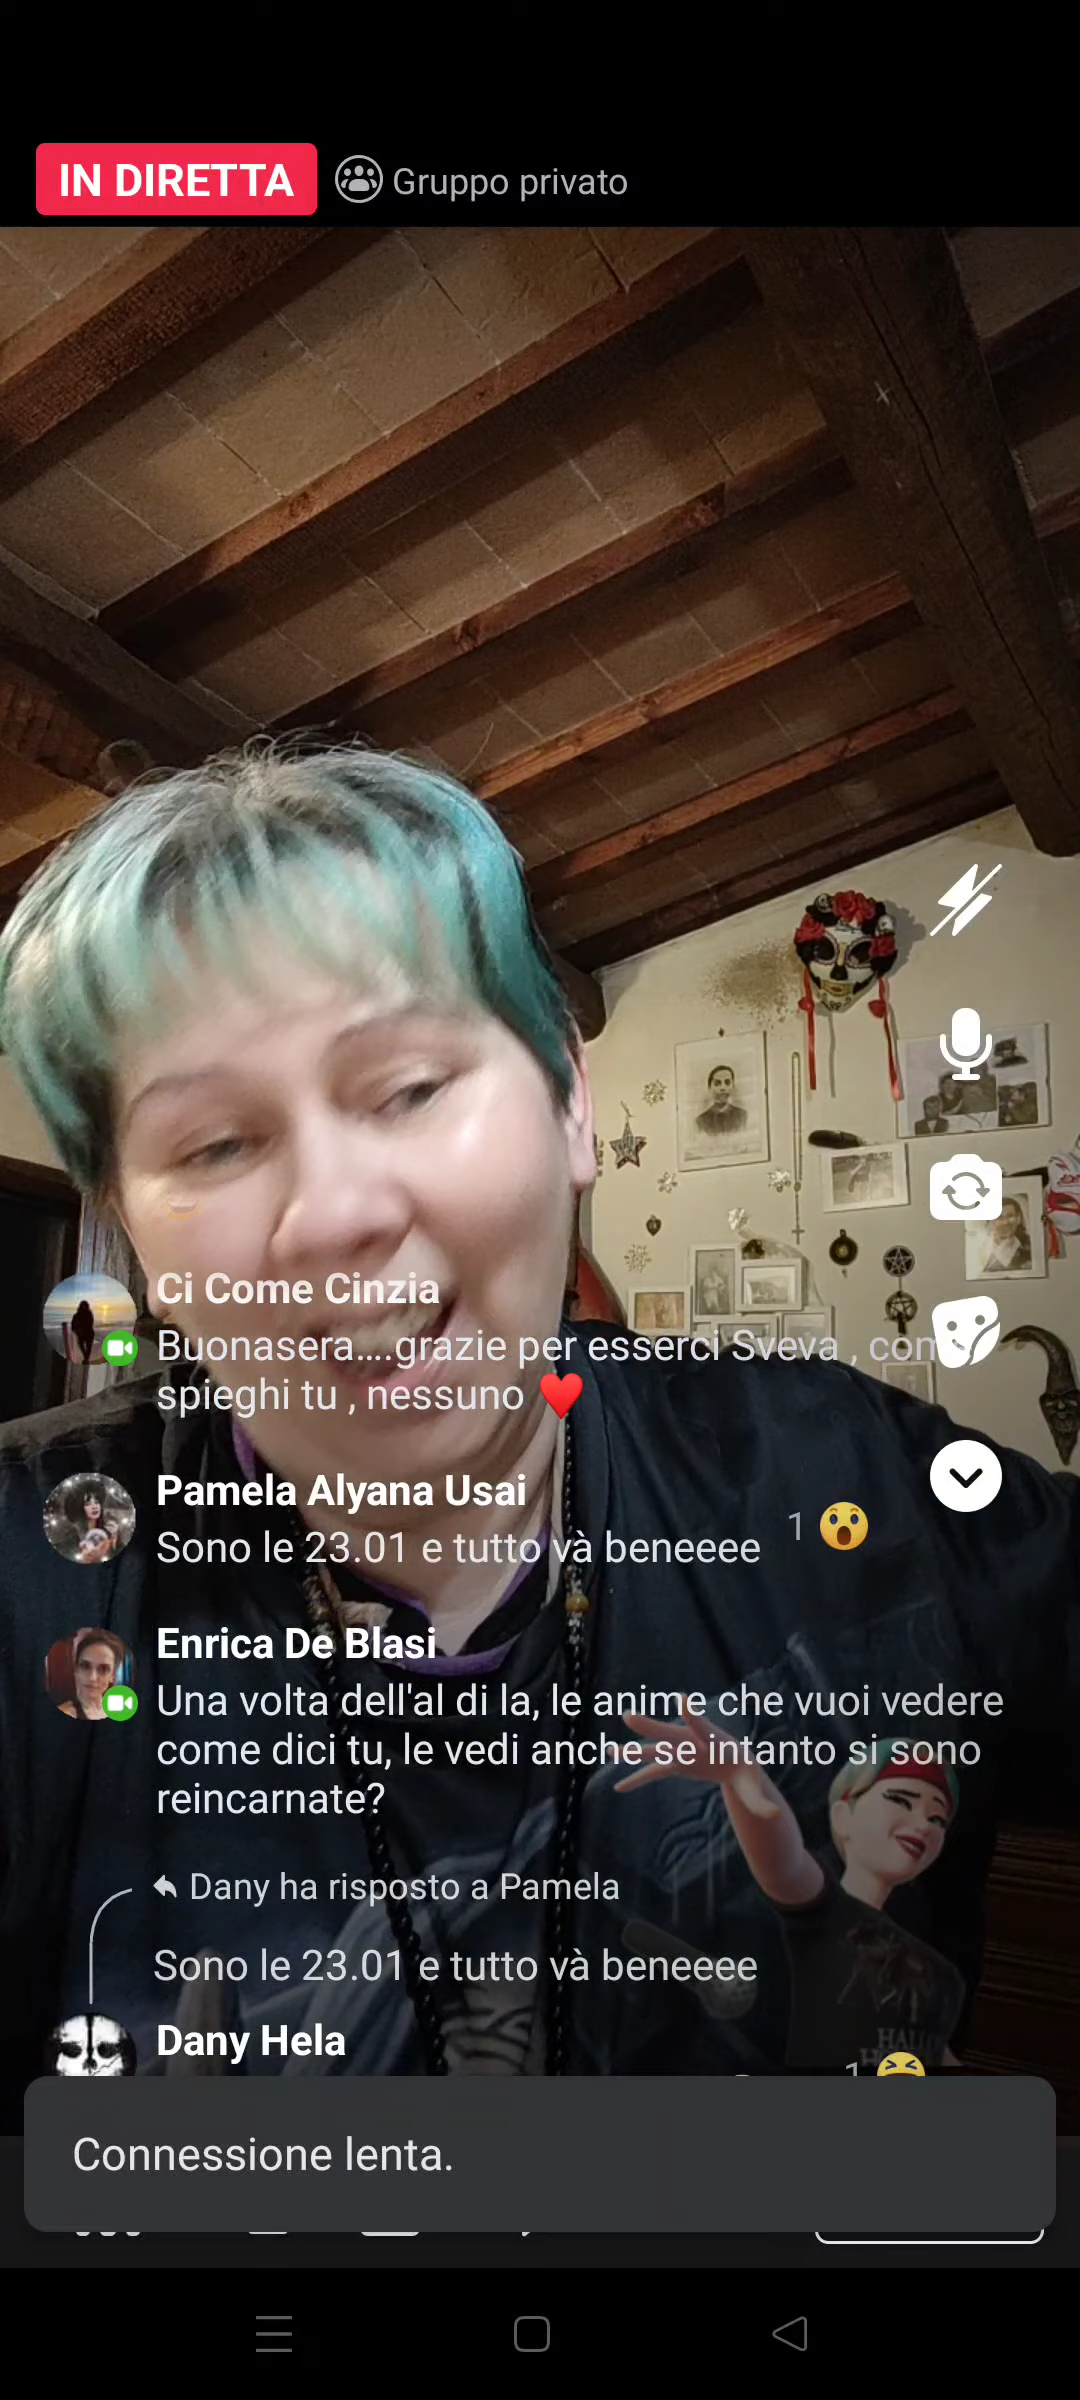 IN DIRETTA
Gruppo privato
Ci Come Cinzia
Buonasera....grazie per esserci Sveva , com
spieghi tu , nessuno ♥️
Pamela Alyana Usai
Sono le 23.01 e tutto và beneeee
1 😲
Enrica De Blasi
Una volta dell'al di la, le anime che vuoi vedere
come dici tu, le vedi anche se intanto si sono
reincarnate?
Dany ha risposto a Pamela
Sono le 23.01 e tutto và beneeee
Dany Hela
1 😆
Connessione lenta.